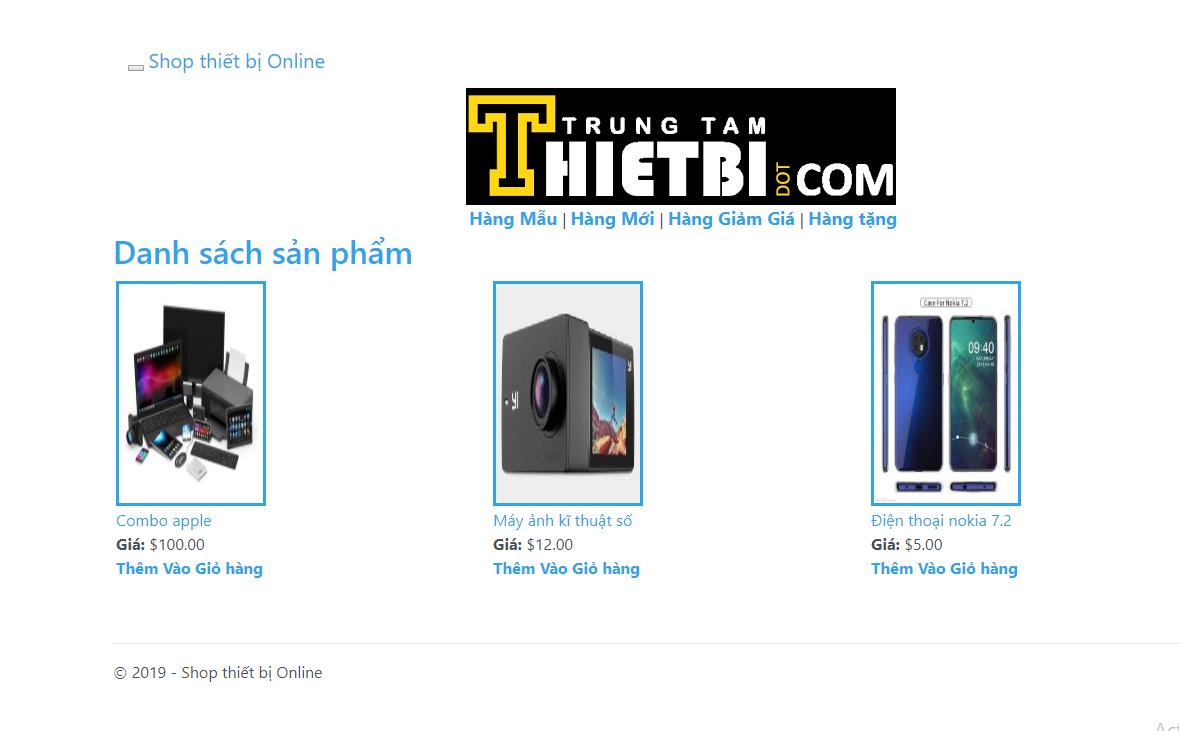 Shop thiết bị Online
TRUNG TAM
THIETBI DOT COM
Hàng Mẫu | Hàng Mới | Hàng Giảm Giá | Hàng tặng
Danh sách sản phẩm
Case For Nokia 7.2
09:40
YI
Combo apple
Máy ảnh kĩ thuật số
Điện thoại nokia 7.2
Giá: $100.00
Giá: $12.00
Giá: $5.00
Thêm Vào Giỏ hàng
Thêm Vào Giỏ hàng
Thêm Vào Giỏ hàng
© 2019 - Shop thiết bị Online